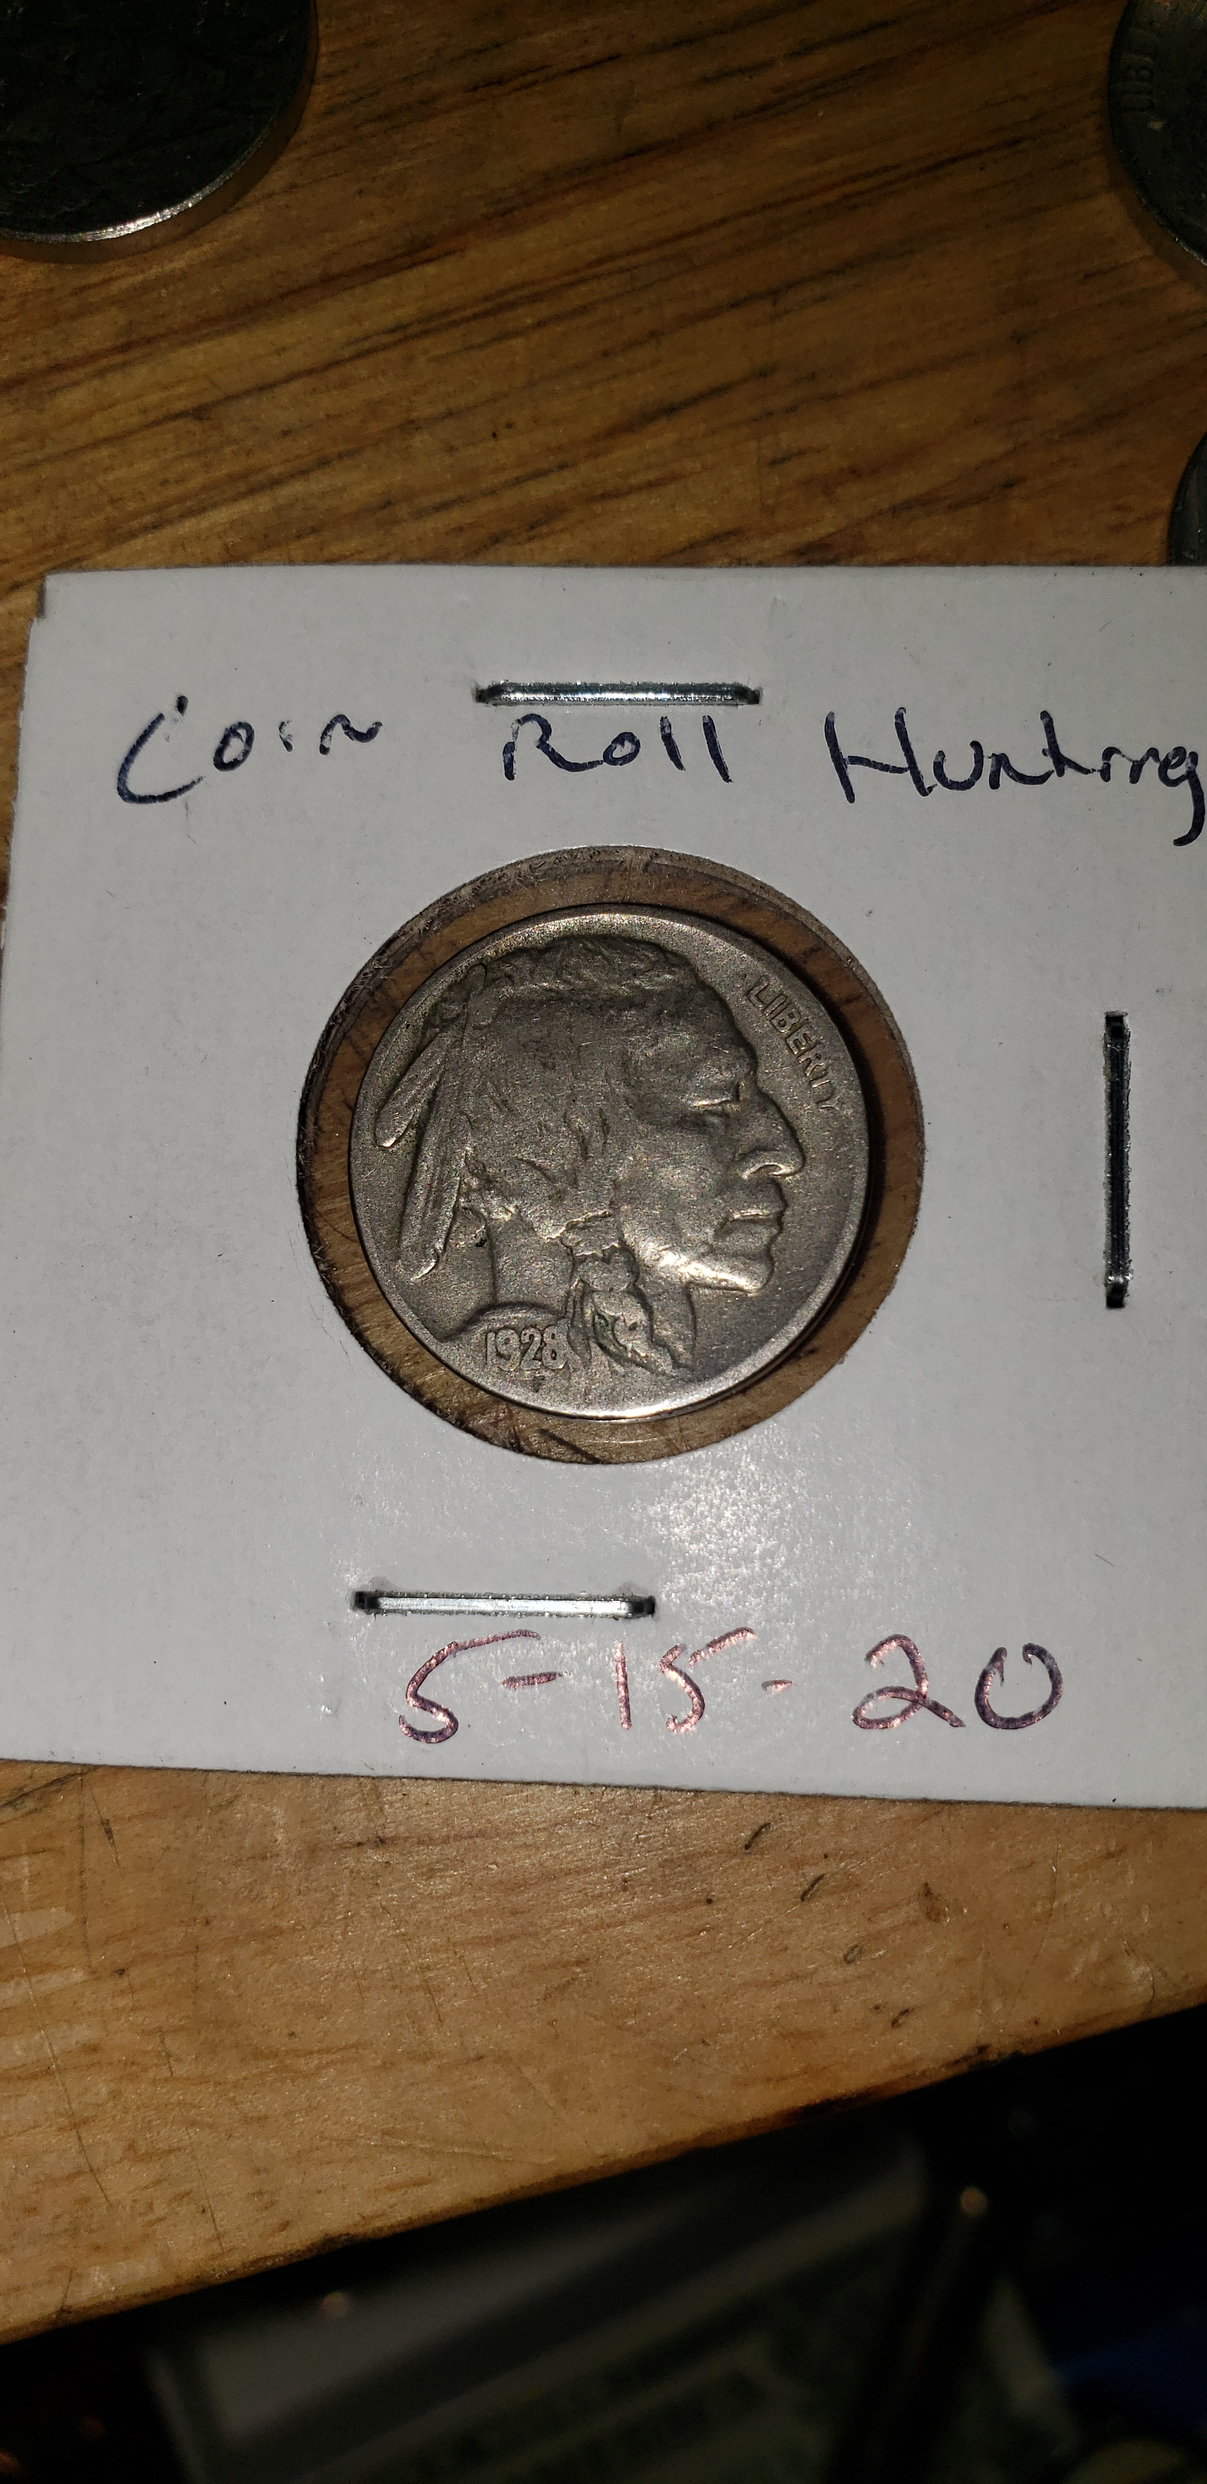 Coin Roll Hunting
LIBERTY
1928
5-15-20